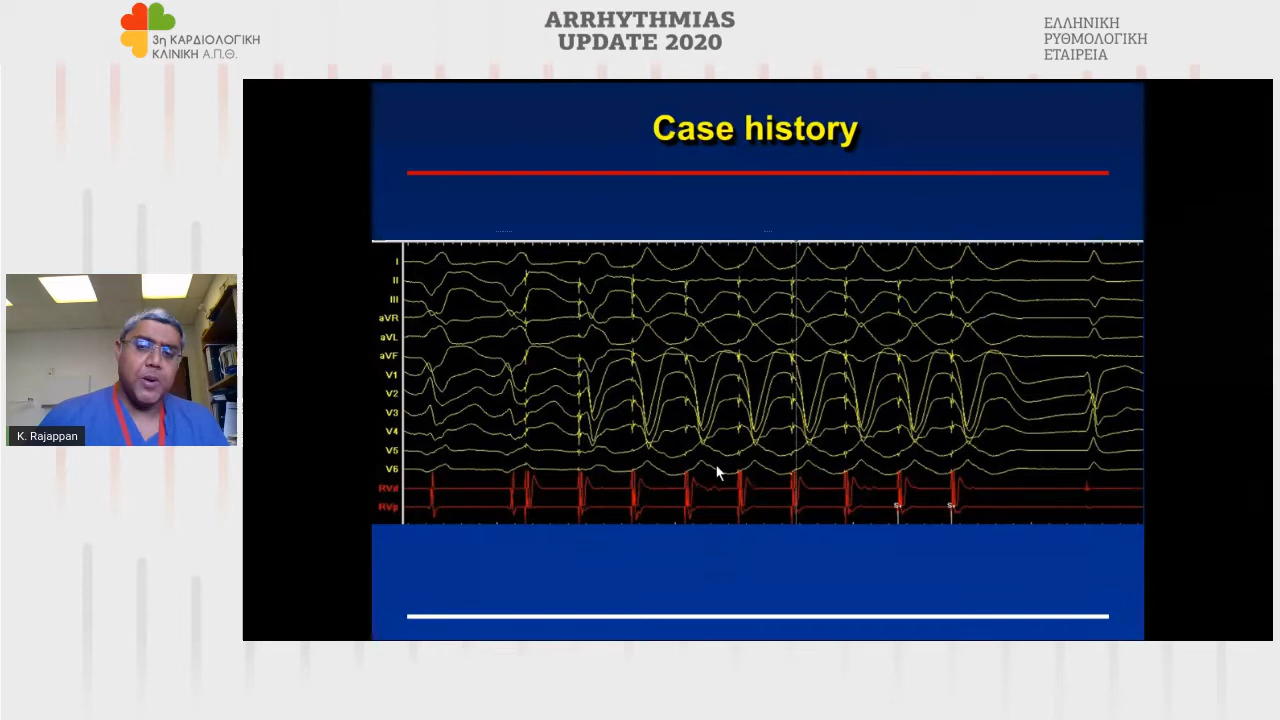 3η ΚΑΡΔΙΟΛΟΓΙΚΗ
ΚΛΙΝΙΚΗ Α.Π.Θ.
ARRHYTHMIAS
UPDATE 2020
ΕΛΛΗΝΙΚΗ
ΡΥΘΜΟΛΟΓΙΚΗ
ΕΤΑΙΡΕΙΑ
Case history
I
II
III
aVR
aVL
aVF
V1
V2
V3
V4
V5
V6
RVd
RVp
K. Rajappan